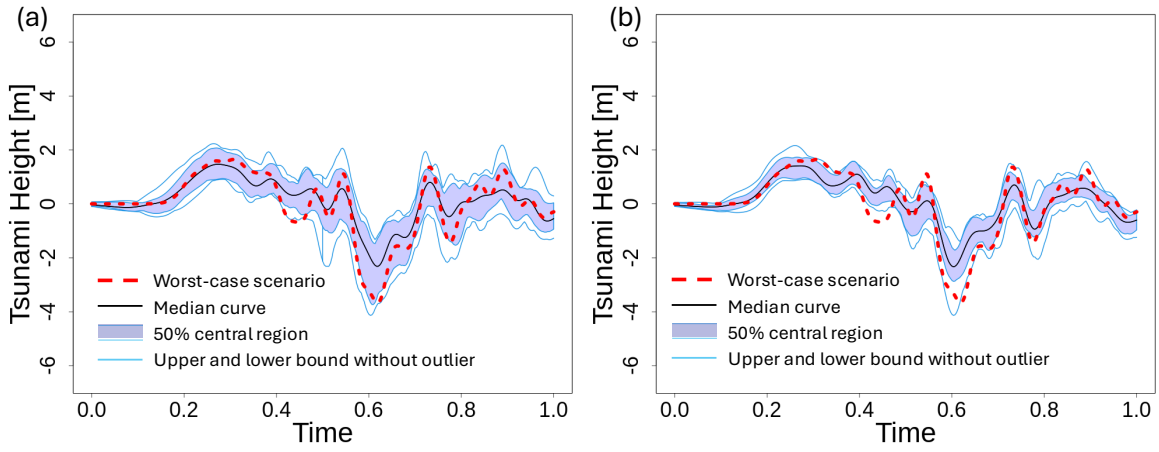 (a)
Tsunami Height [m]
6
4
2
0
-2
-4
-6
Worst-case scenario
Median curve
50% central region
Upper and lower bound without outlier
0.0 0.2 0.4 0.6 0.8 1.0
Time
(b)
Tsunami Height [m]
6
4
2
0
-2
-4
-6
Worst-case scenario
Median curve
50% central region
Upper and lower bound without outlier
0.0 0.2 0.4 0.6 0.8 1.0
Time